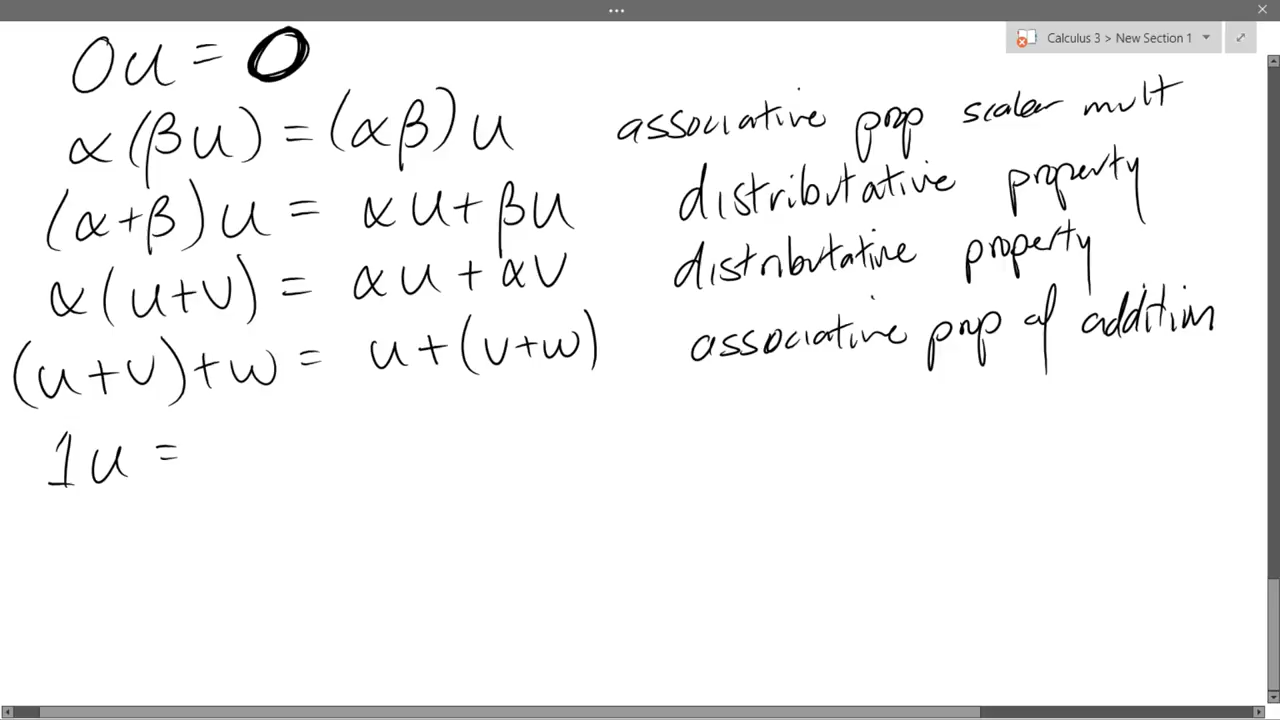 Calculus 3 > New Section 1
0u = 0
α(βu) = (αβ)u associative prop scalar mult
(α+β)u = αu+βu distributative property
α(u+v) = αu + αv distributative property
(u+v)+w = u+(v+w) associative prop of addition
1u =